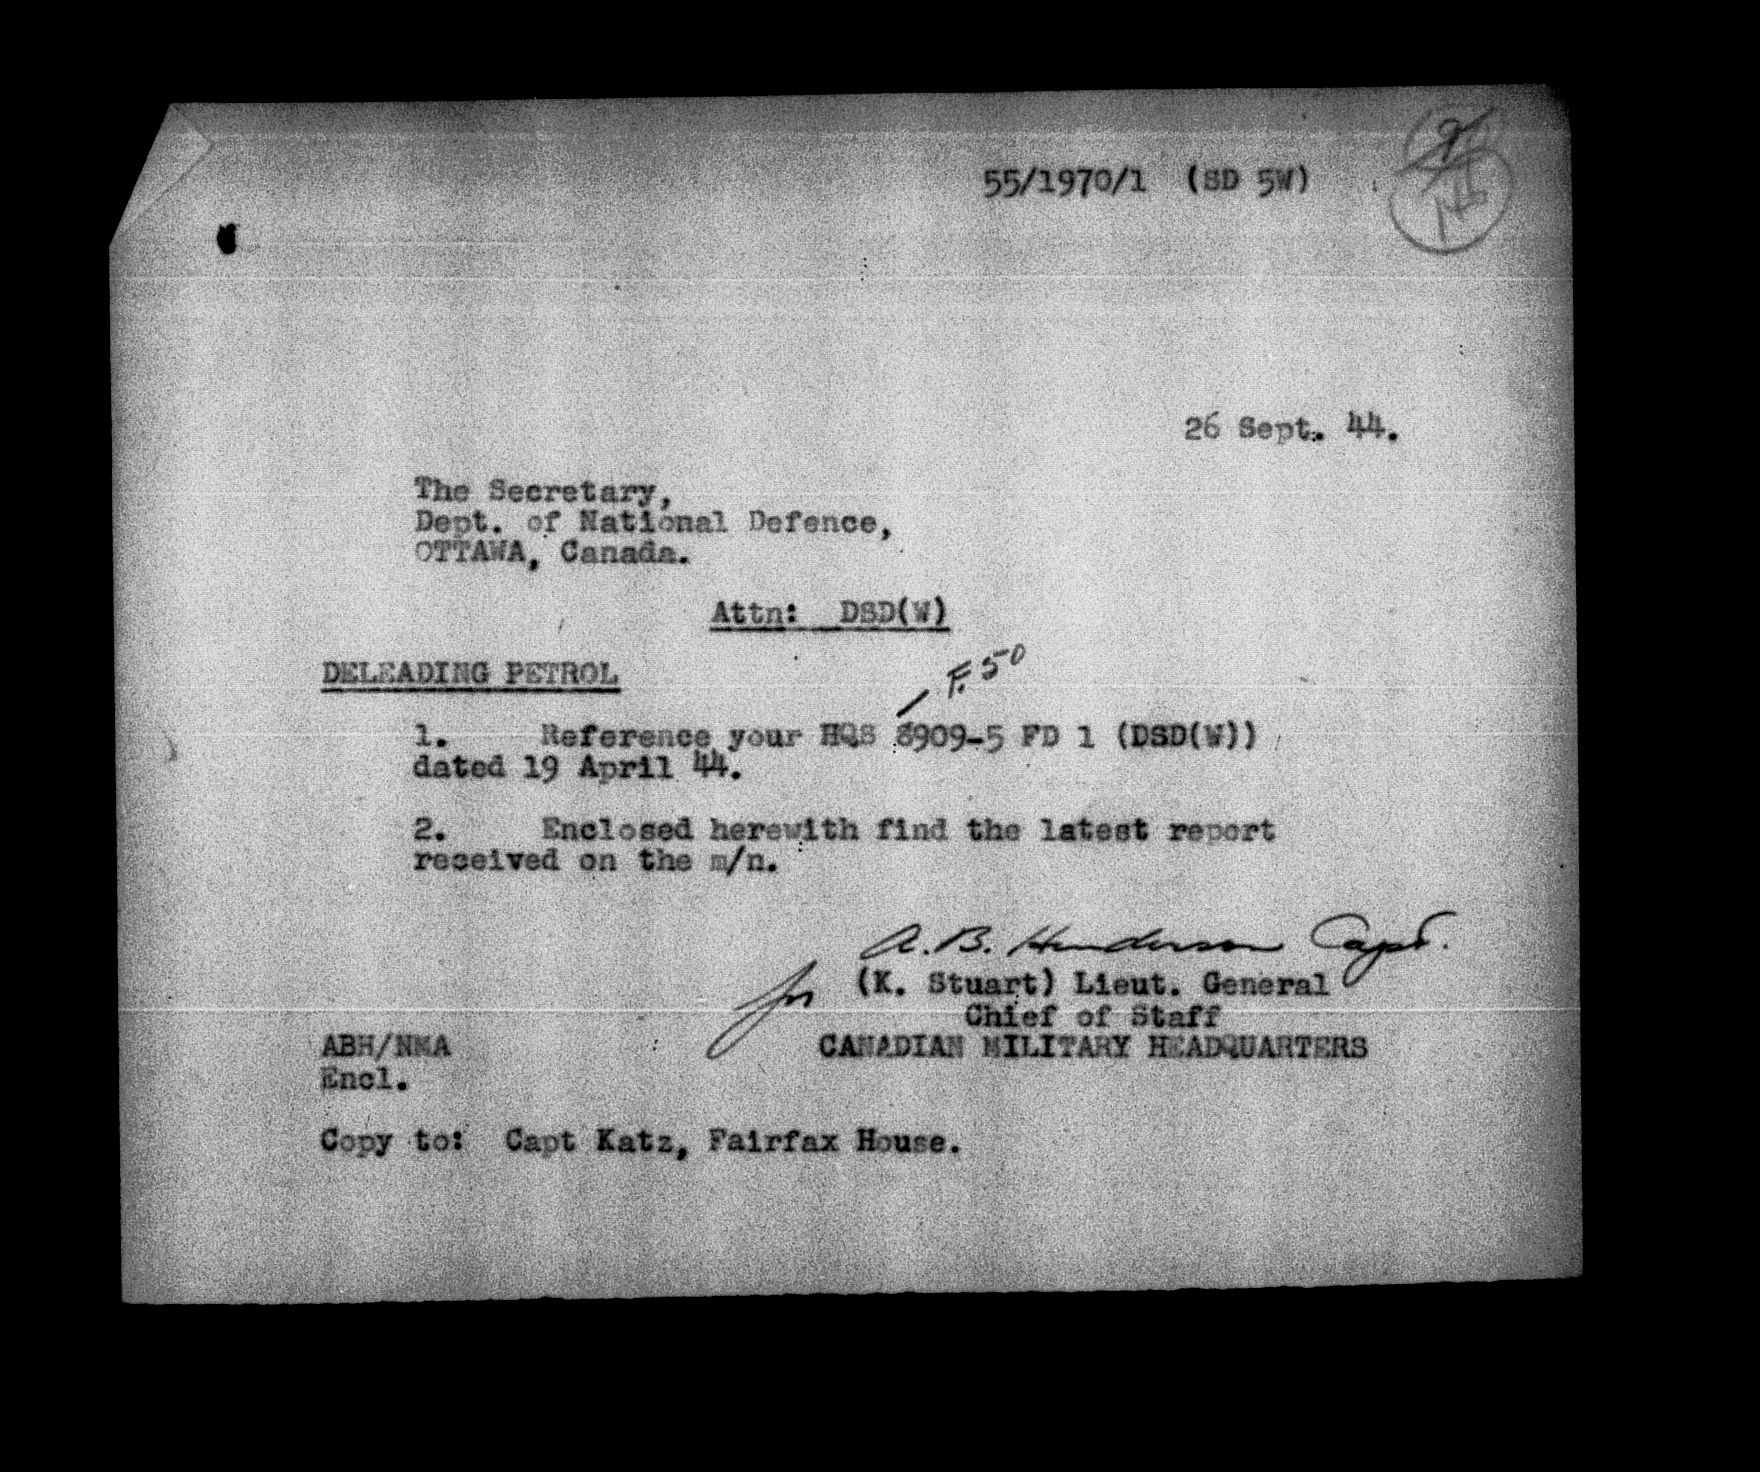 55/1970/1 (SD 5W)
26 Sept. 44.
The Secretary,
Dept. of National Defence,
OTTAWA, Canada.
Attn: DSD(W)
DELEADING PETROL
F. 50
1. Reference your HQS 8909-5 FD 1 (DSD(W))
dated 19 April 44.
2. Enclosed herewith find the latest report
received on the m/n.
A. B. Henderson Capt.
for (K. Stuart) Lieut. General
Chief of Staff
ABH/NMA CANADIAN MILITARY HEADQUARTERS
Encl.
Copy to: Capt Katz, Fairfax House.